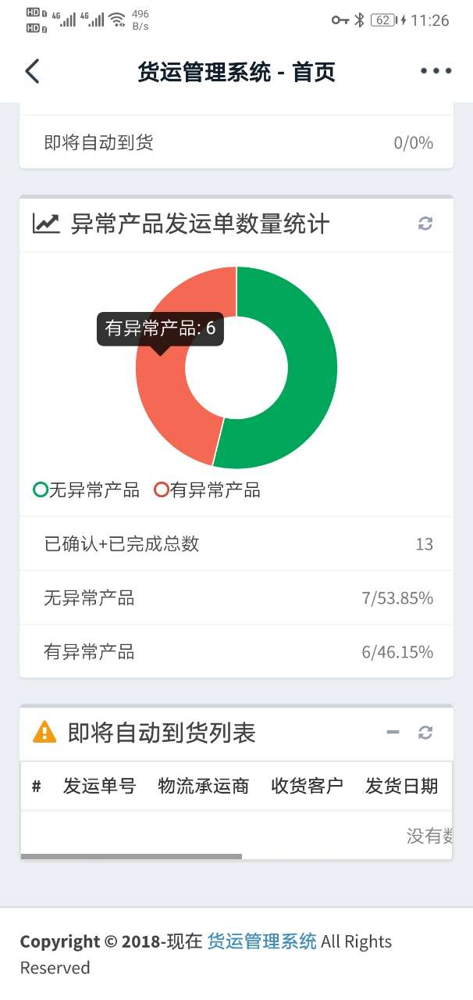 HD 1 4G 4G 496 B/s 62 11:26
HD 2
货运管理系统 - 首页
即将自动到货 0/0%
异常产品发运单数量统计
有异常产品: 6
无异常产品 有异常产品
已确认+已完成总数 13
无异常产品 7/53.85%
有异常产品 6/46.15%
即将自动到货列表
# 发运单号 物流承运商 收货客户 发货日期
没有
Copyright © 2018-现在 货运管理系统 All Rights
Reserved